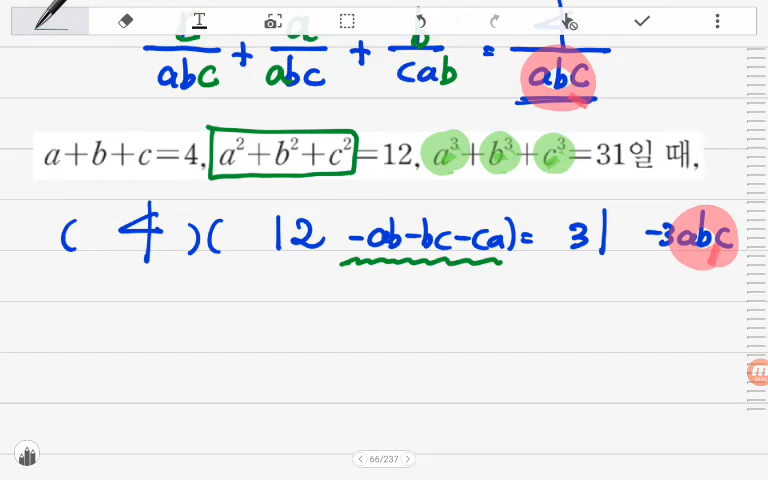 T
c/abc + a/abc + b/cab = 4/abc
a+b+c=4, a²+b²+c²=12, a³+b³+c³=31일 때,
( 4 )( 12 -ab-bc-ca)= 31 -3abc
66/237